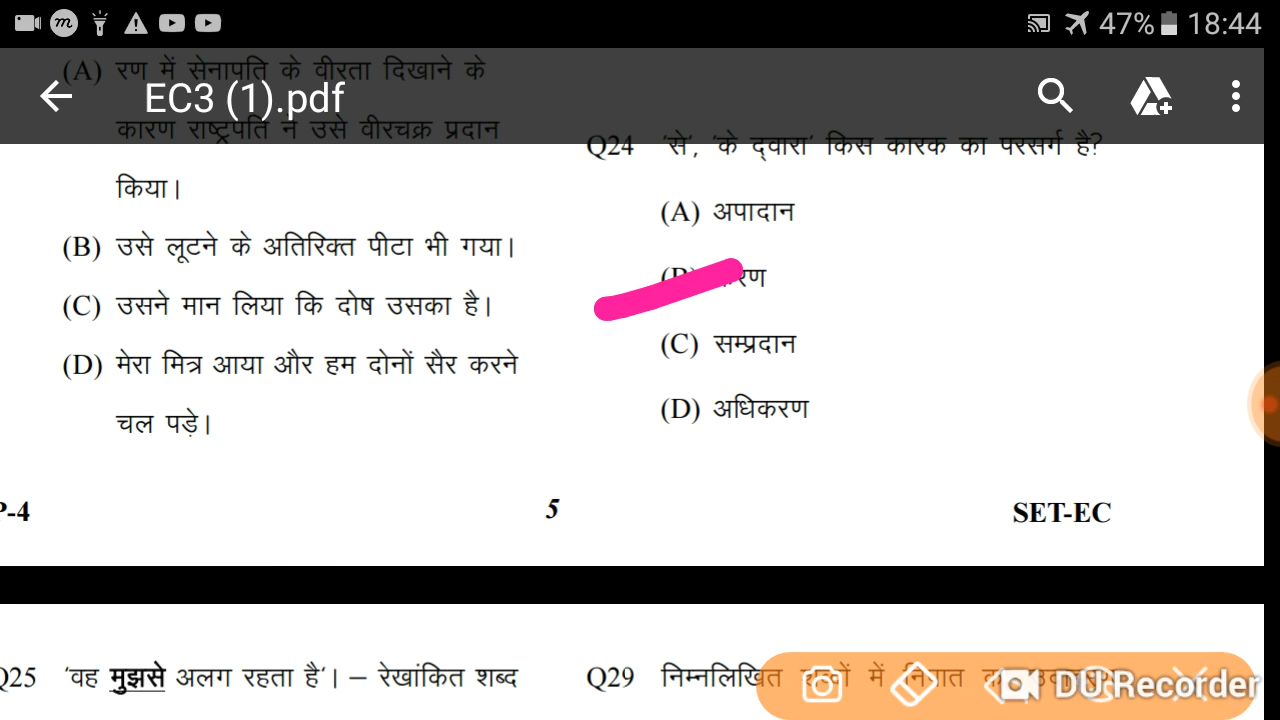 47% 18:44
EC3 (1).pdf
(A) रण में सेनापति के वीरता दिखाने के
कारण राष्ट्रपति ने उसे वीरचक्र प्रदान
किया।
(B) उसे लूटने के अतिरिक्त पीटा भी गया।
(C) उसने मान लिया कि दोष उसका है।
(D) मेरा मित्र आया और हम दोनों सैर करने
चल पड़े।
Q24 'से', 'के द्वारा' किस कारक का परसर्ग है?
(A) अपादान
(B) करण
(C) सम्प्रदान
(D) अधिकरण
P-4 5 SET-EC
Q25 'वह मुझसे अलग रहता है'। – रेखांकित शब्द
Q29 निम्नलिखित शब्दों में
DU Recorder